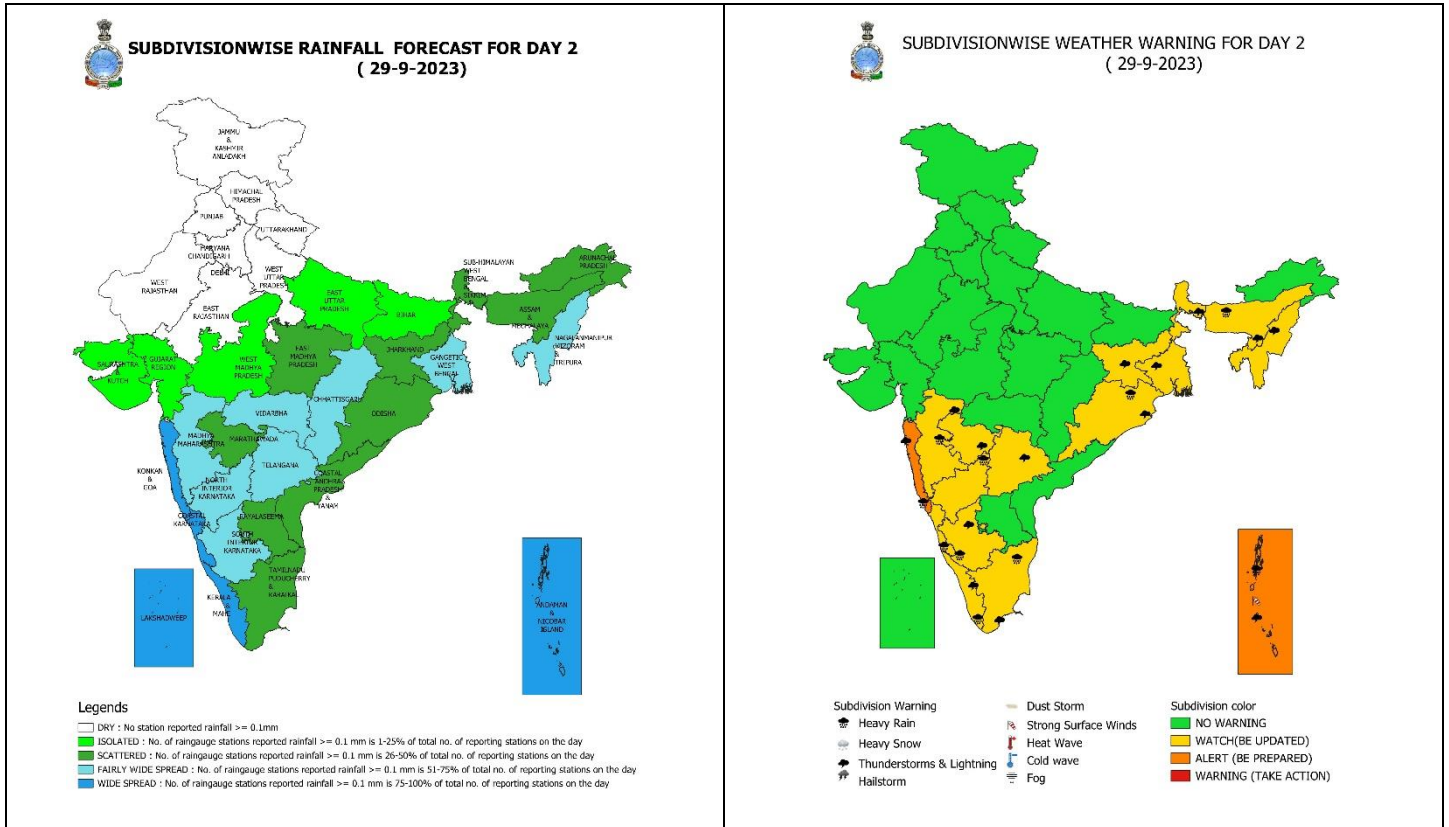 SUBDIVISIONWISE RAINFALL FORECAST FOR DAY 2
( 29-9-2023)
JAMMU
&
KASHMIR
ANLADAKH
HIMACHAL
PRADESH
PUNJAB
UTTARAKHAND
HARYANA
CHANDIGARH
&
DELHI
WEST
UTTAR
PRADESH
WEST
RAJASTHAN
EAST
RAJASTHAN
EAST
UTTAR
PRADESH
BIHAR
SUB-HIMALAYAN
WEST
BENGAL
&
SIKKIM
ARUNACHAL
PRADESH
ASSAM
&
MEGHALAYA
NAGALANMANIPUR
MIZORAM
&
TRIPURA
SAURASHTRA
&
KUTCH
GUJARAT
REGION
WEST
MADHYA
PRADESH
EAST
MADHYA
PRADESH
JHARKHAND
GANGETIC
WEST
BENGAL
CHHATTISGARH
ODISHA
VIDARBHA
MADHYA
MAHARASHTRA
MARATHAWADA
TELANGANA
KONKAN
&
GOA
NORTH
INTERIOR
KARNATAKA
COASTAL
ANDHRA
PRADESH
&
YANAM
COASTAL
KARNATAKA
RAYALASEEMA
SOUTH
INTERIOR
KARNATAKA
TAMILNADU
PUDUCHERRY
&
KARAIKAL
KERALA
&
MAHE
LAKSHADWEEP
ANDAMAN
&
NICOBAR
ISLAND
Legends
DRY : No station reported rainfall >= 0.1mm
ISOLATED : No. of raingauge stations reported rainfall >= 0.1 mm is 1-25% of total no. of reporting stations on the day
SCATTERED : No. of raingauge stations reported rainfall >= 0.1 mm is 26-50% of total no. of reporting stations on the day
FAIRLY WIDE SPREAD : No. of raingauge stations reported rainfall >= 0.1 mm is 51-75% of total no. of reporting stations on the day
WIDE SPREAD : No. of raingauge stations reported rainfall >= 0.1 mm is 75-100% of total no. of reporting stations on the day
SUBDIVISIONWISE WEATHER WARNING FOR DAY 2
( 29-9-2023)
Subdivision Warning
Heavy Rain
Heavy Snow
Thunderstorms & Lightning
Hailstorm
Dust Storm
Strong Surface Winds
Heat Wave
Cold wave
Fog
Subdivision color
NO WARNING
WATCH(BE UPDATED)
ALERT (BE PREPARED)
WARNING (TAKE ACTION)